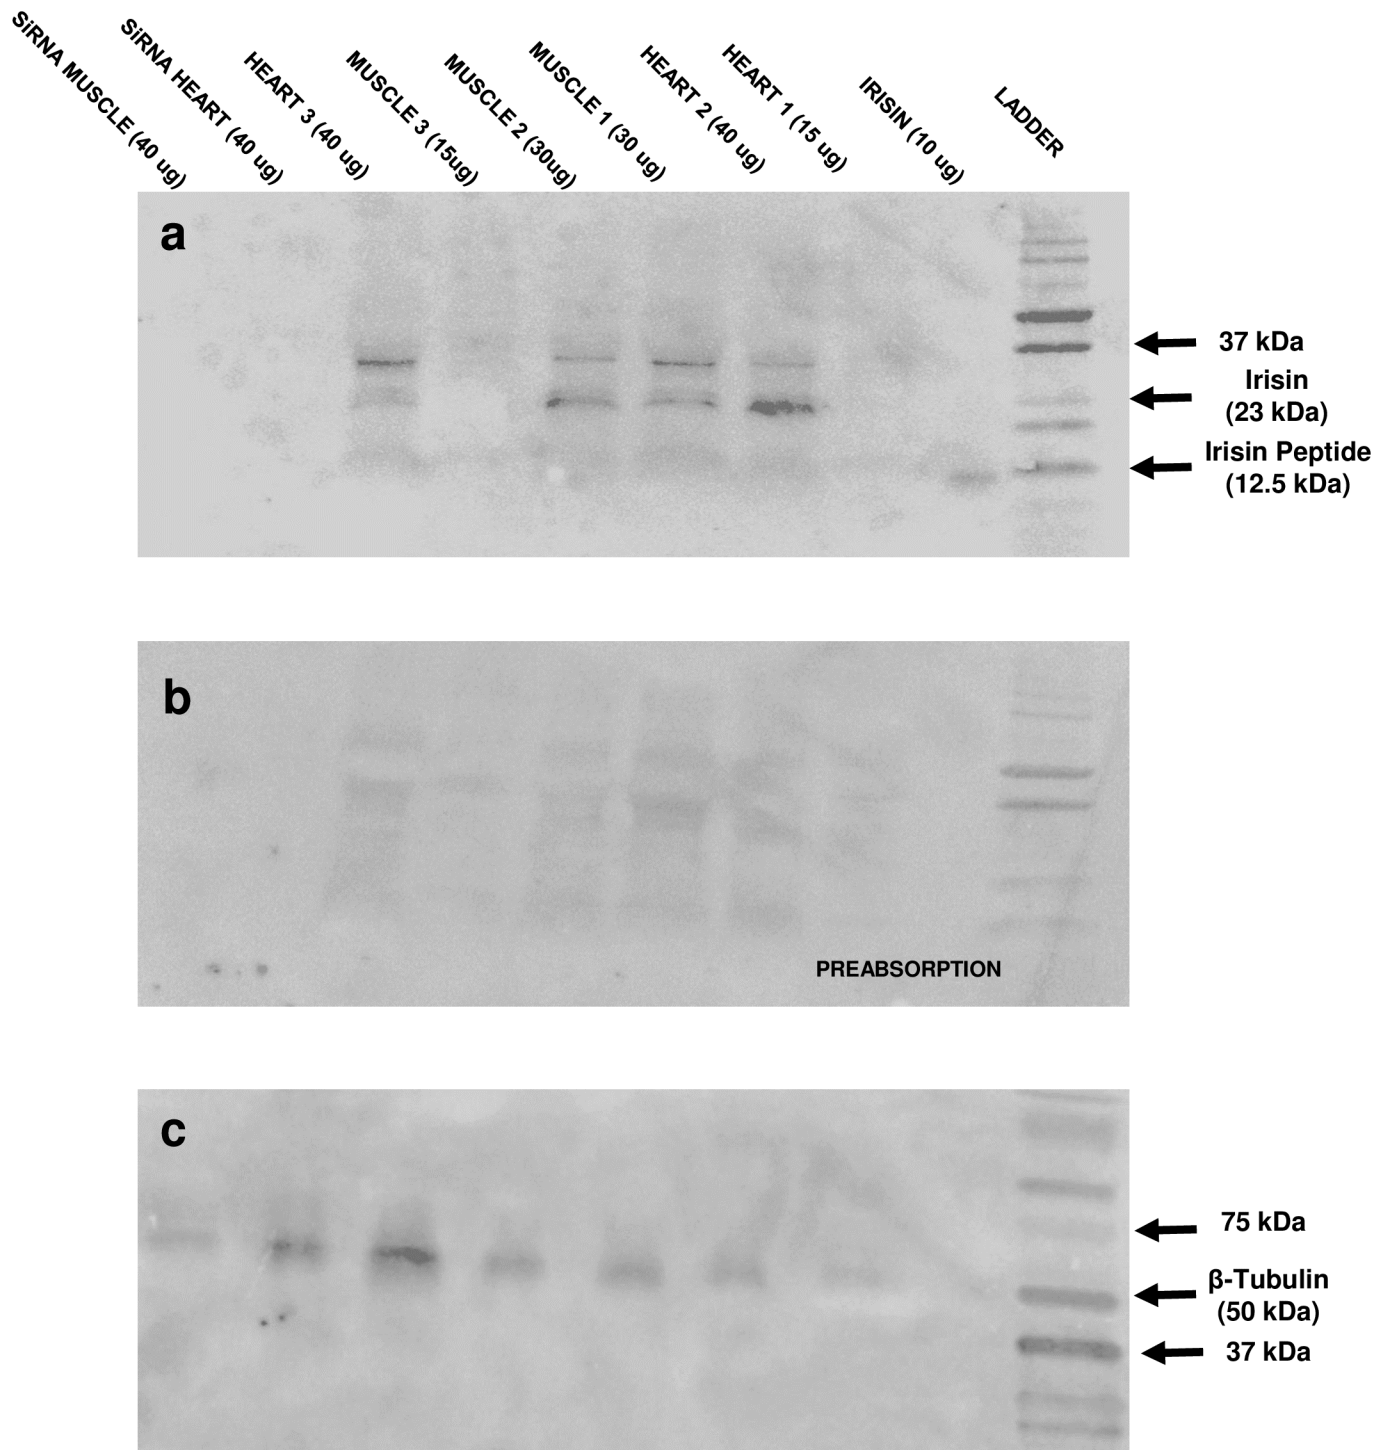 SiRNA MUSCLE (40 ug)
SiRNA HEART (40 ug)
HEART 3 (40 ug)
MUSCLE 3 (15ug)
MUSCLE 2 (30ug)
MUSCLE 1 (30 ug)
HEART 2 (40 ug)
HEART 1 (15 ug)
IRISIN (10 ug)
LADDER
a
37 kDa
Irisin
(23 kDa)
Irisin Peptide
(12.5 kDa)
b
PREABSORPTION
c
75 kDa
β-Tubulin
(50 kDa)
37 kDa